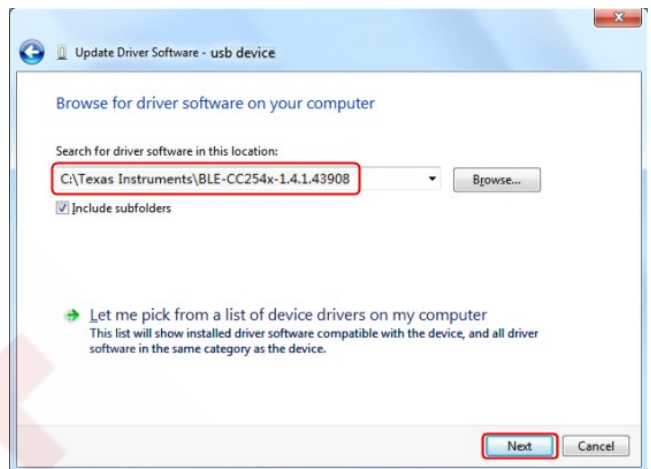 Update Driver Software - usb device
Browse for driver software on your computer
Search for driver software in this location:
C:\Texas Instruments\BLE-CC254x-1.4.1.43908
Browse...
Include subfolders
Let me pick from a list of device drivers on my computer
This list will show installed driver software compatible with the device, and all driver
software in the same category as the device.
Next
Cancel